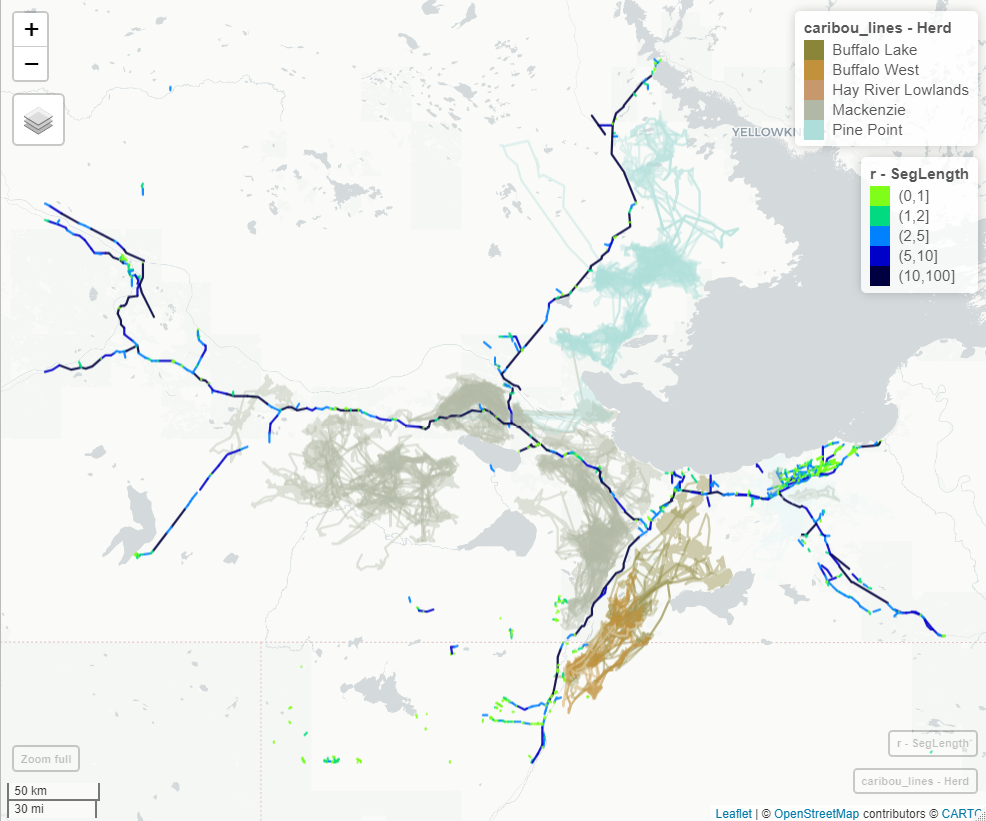 +
−
caribou_lines - Herd
Buffalo Lake
Buffalo West
Hay River Lowlands
Mackenzie
Pine Point
r - SegLength
(0,1]
(1,2]
(2,5]
(5,10]
(10,100]
Zoom full
50 km
30 mi
r - SegLength
caribou_lines - Herd
Leaflet | © OpenStreetMap contributors © CARTO